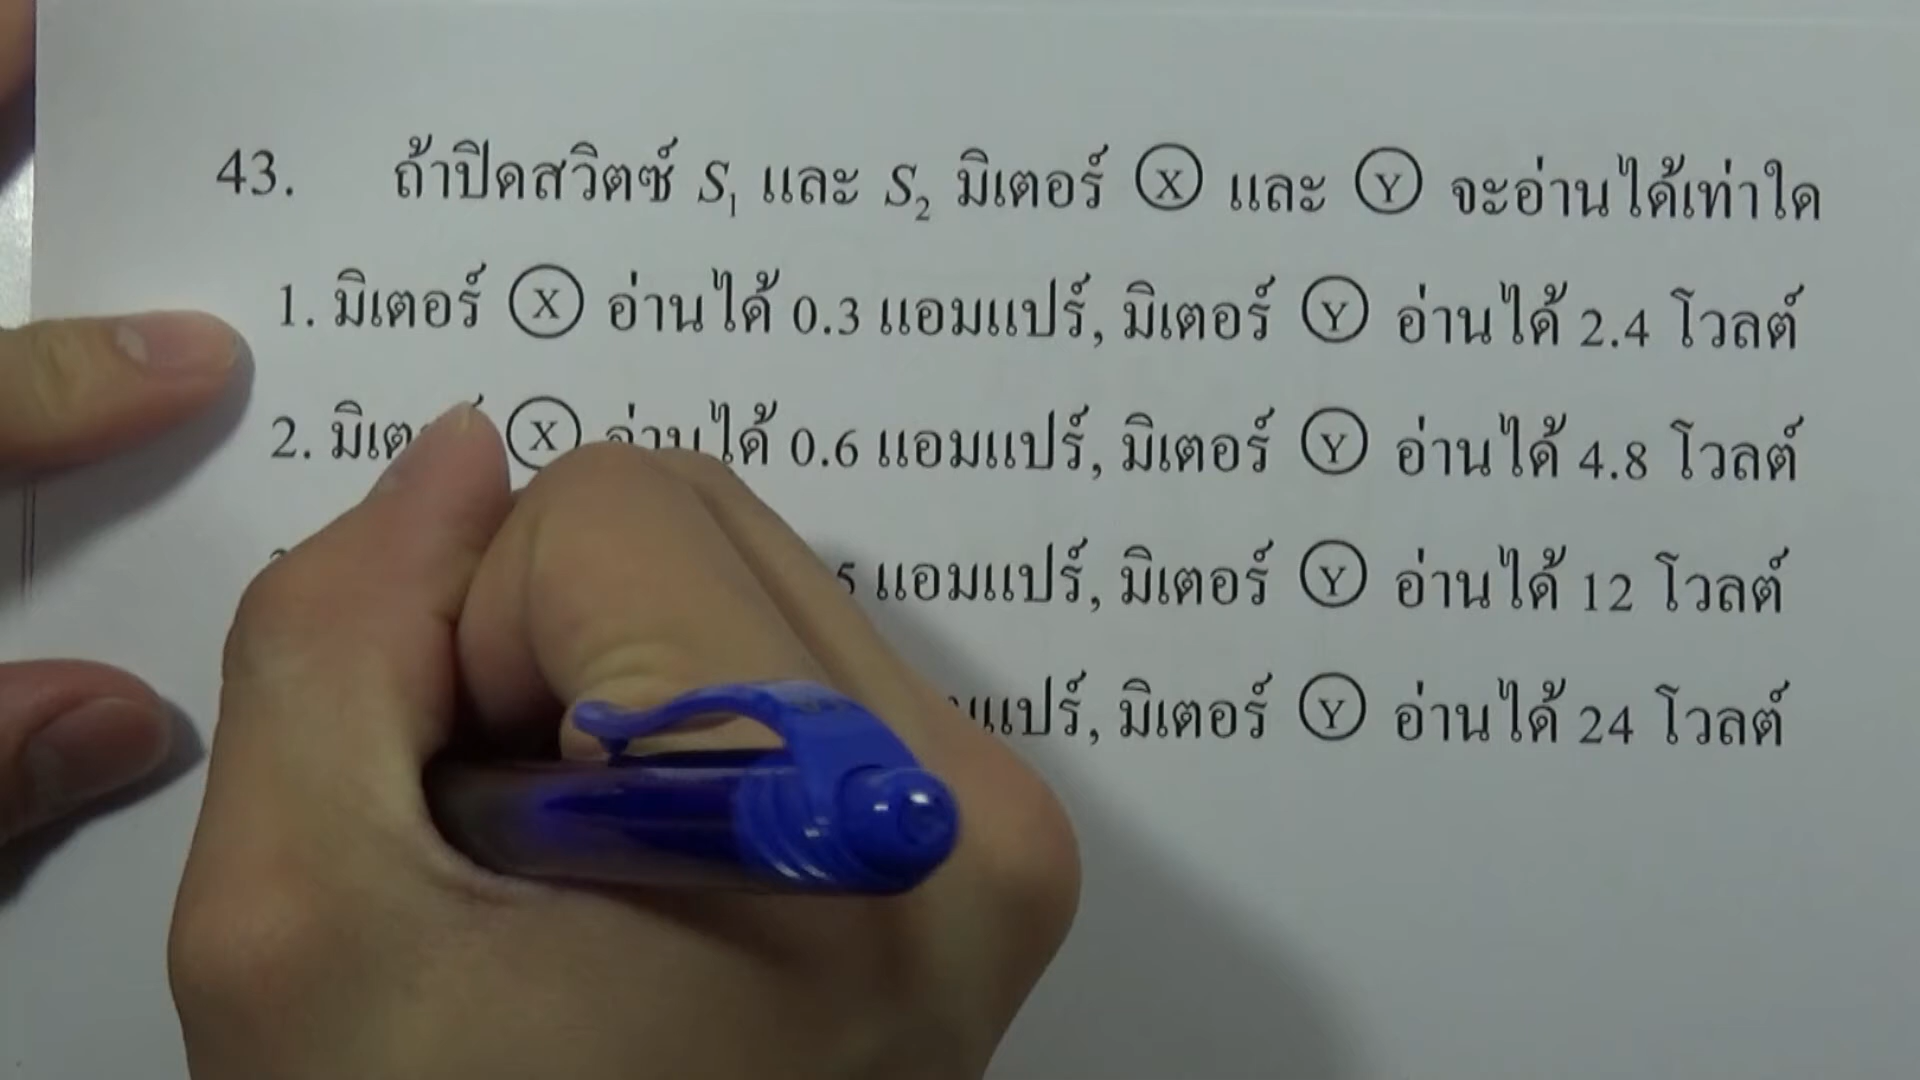 43. ถ้าปิดสวิตซ์ S₁ และ S₂ มิเตอร์ Ⓧ และ Ⓨ จะอ่านได้เท่าใด
1. มิเตอร์ Ⓧ อ่านได้ 0.3 แอมแปร์, มิเตอร์ Ⓨ อ่านได้ 2.4 โวลต์
2. มิเตอร์ Ⓧ อ่านได้ 0.6 แอมแปร์, มิเตอร์ Ⓨ อ่านได้ 4.8 โวลต์
5 แอมแปร์, มิเตอร์ Ⓨ อ่านได้ 12 โวลต์
แปร์, มิเตอร์ Ⓨ อ่านได้ 24 โวลต์